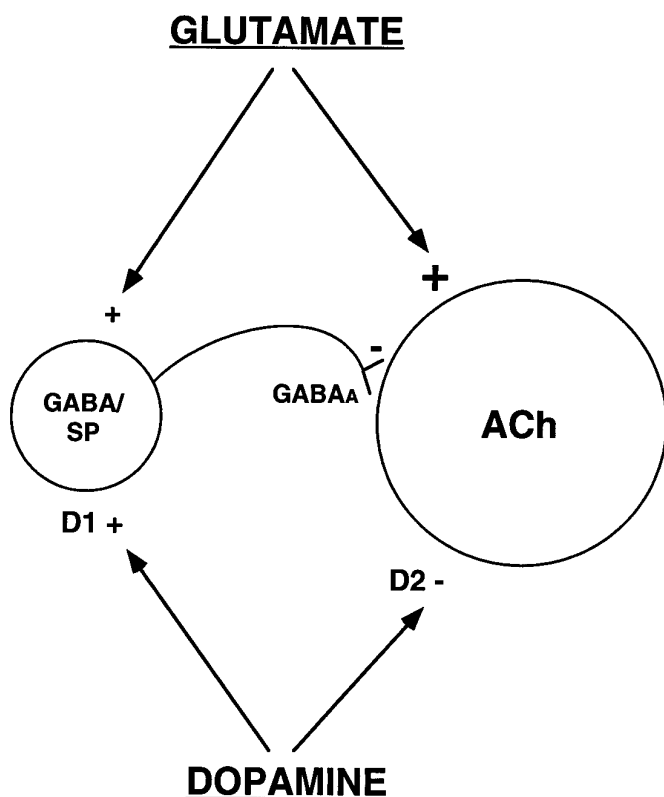 GLUTAMATE
+
+
-
GABAA
GABA/
SP
ACh
D1 +
D2 -
DOPAMINE